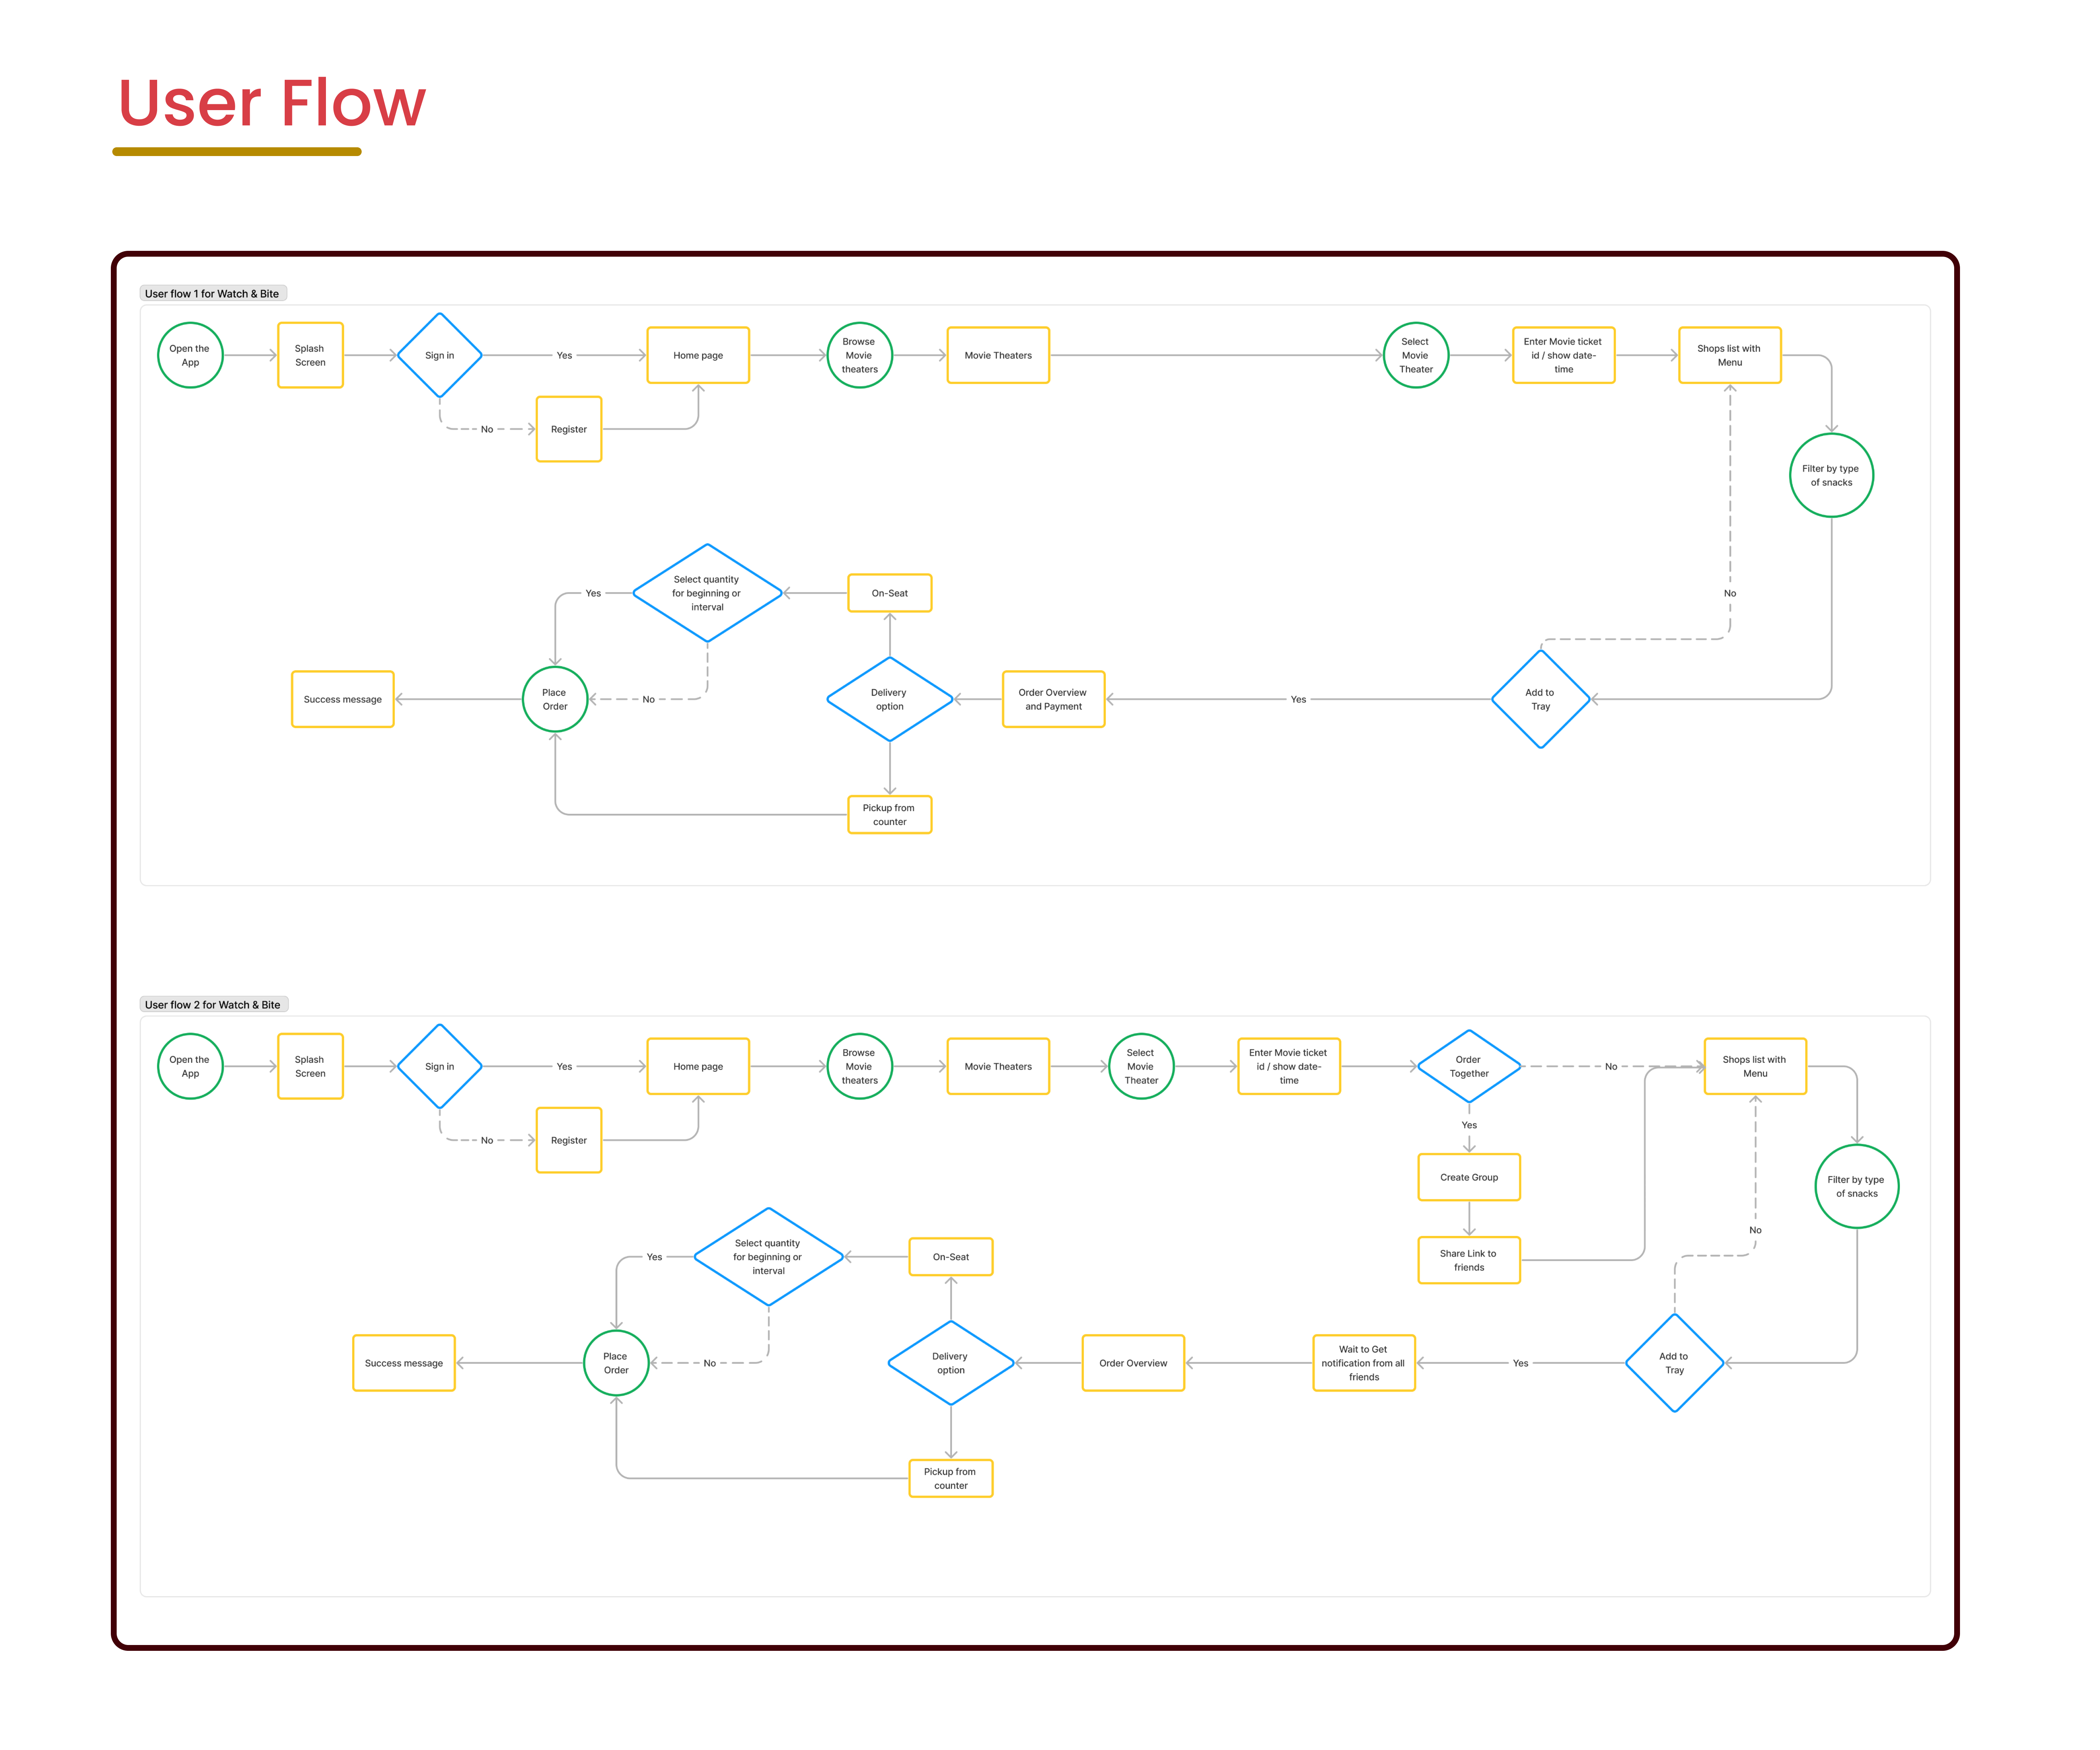 User Flow
User flow 1 for Watch & Bite
Open the
App
Splash
Screen
Sign in
Yes
Home page
Browse
Movie
theaters
Movie Theaters
Select
Movie
Theater
Enter Movie ticket
id / show date-
time
Shops list with
Menu
No
Register
Filter by type
of snacks
Select quantity
for beginning or
interval
Yes
On-Seat
No
Success message
Place
Order
No
Delivery
option
Order Overview
and Payment
Yes
Add to
Tray
Pickup from
counter
User flow 2 for Watch & Bite
Open the
App
Splash
Screen
Sign in
Yes
Home page
Browse
Movie
theaters
Movie Theaters
Select
Movie
Theater
Enter Movie ticket
id / show date-
time
Order
Together
No
Shops list with
Menu
Yes
No
Register
Create Group
Filter by type
of snacks
Share Link to
friends
No
Select quantity
for beginning or
interval
Yes
On-Seat
Success message
Place
Order
No
Delivery
option
Order Overview
Wait to Get
notification from all
friends
Yes
Add to
Tray
Pickup from
counter